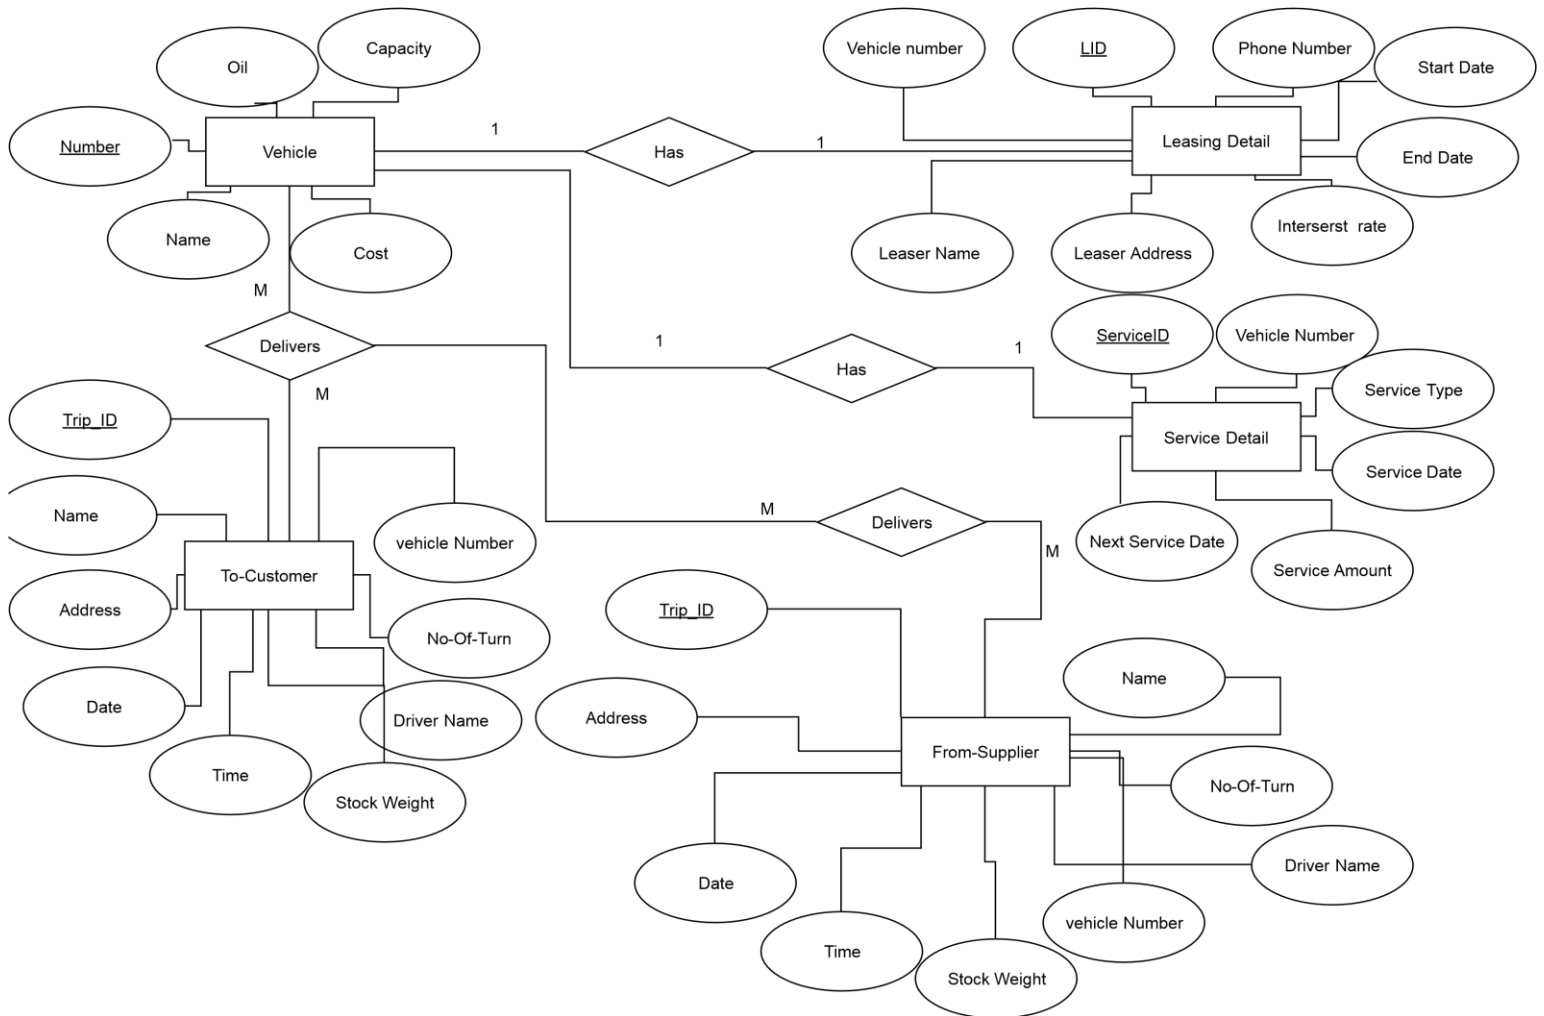 Oil
Capacity
Vehicle number
LID
Phone Number
Start Date
Number
Vehicle
1
Has
1
Leasing Detail
End Date
Name
Cost
Leaser Name
Leaser Address
Interserst rate
M
Delivers
M
1
Has
1
ServiceID
Vehicle Number
Service Type
Service Detail
Service Date
Next Service Date
Service Amount
Trip_ID
Name
vehicle Number
To-Customer
Address
No-Of-Turn
Date
Driver Name
Time
Stock Weight
M
Delivers
M
Trip_ID
Name
Address
From-Supplier
No-Of-Turn
Driver Name
Date
vehicle Number
Time
Stock Weight